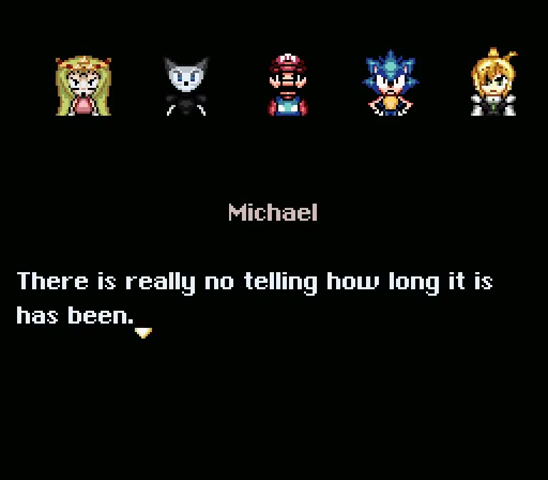 Michael
There is really no telling how long it is
has been.